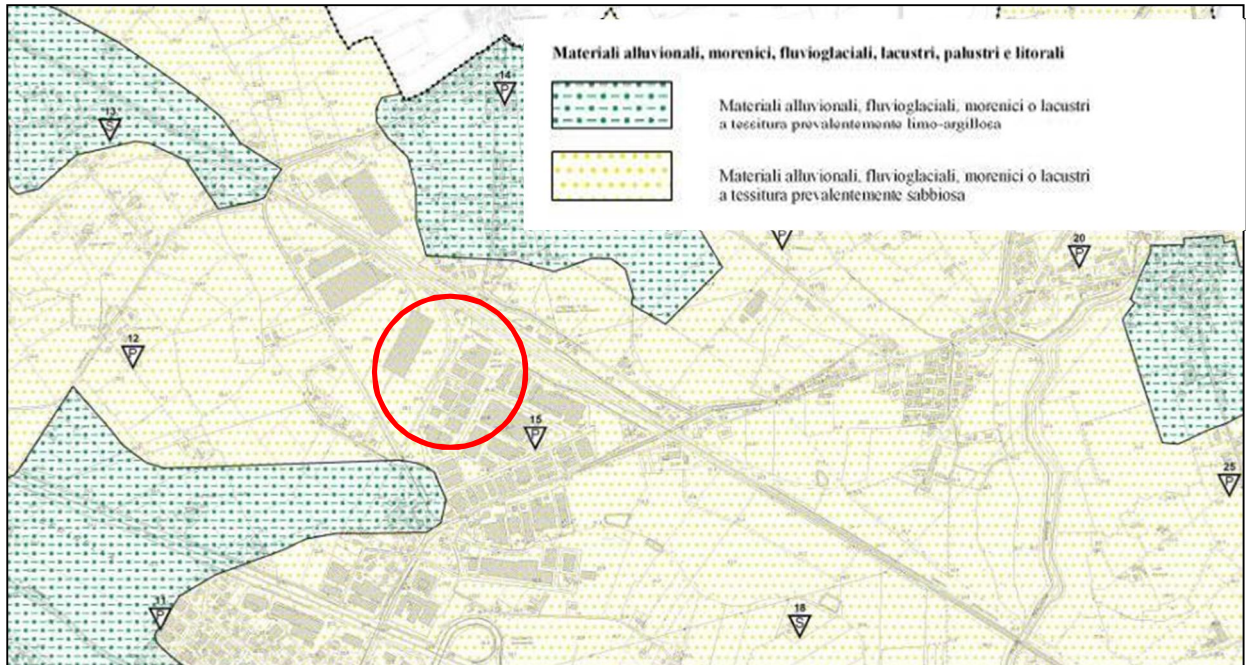 Materiali alluvionali, morenici, fluvioglaciali, lacustri, palustri e litorali
Materiali alluvionali, fluvioglaciali, morenici o lacustri
a tessitura prevalentemente limo-argillosa
Materiali alluvionali, fluvioglaciali, morenici o lacustri
a tessitura prevalentemente sabbiosa
14
P
13
S
P
20
P
12
P
15
P
25
P
11
P
18
S